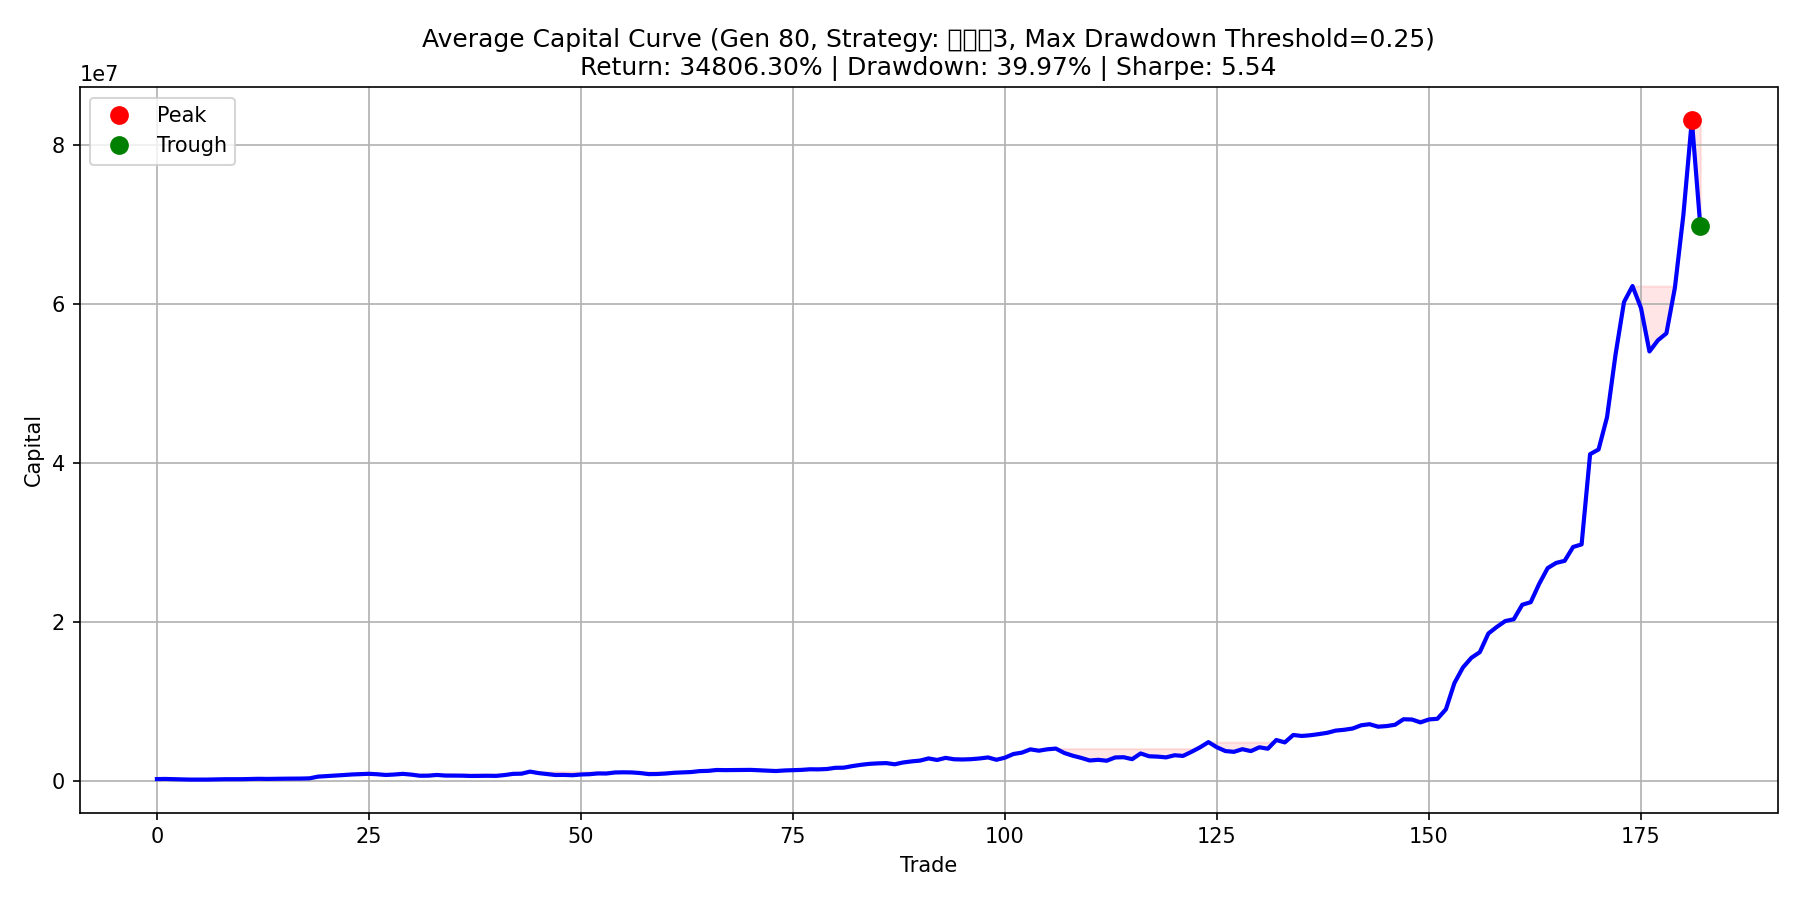 Average Capital Curve (Gen 80, Strategy: 3, Max Drawdown Threshold=0.25)
Return: 34806.30% | Drawdown: 39.97% | Sharpe: 5.54
1e7
Peak
Trough
8
6
4
2
0
Capital
0 25 50 75 100 125 150 175
Trade